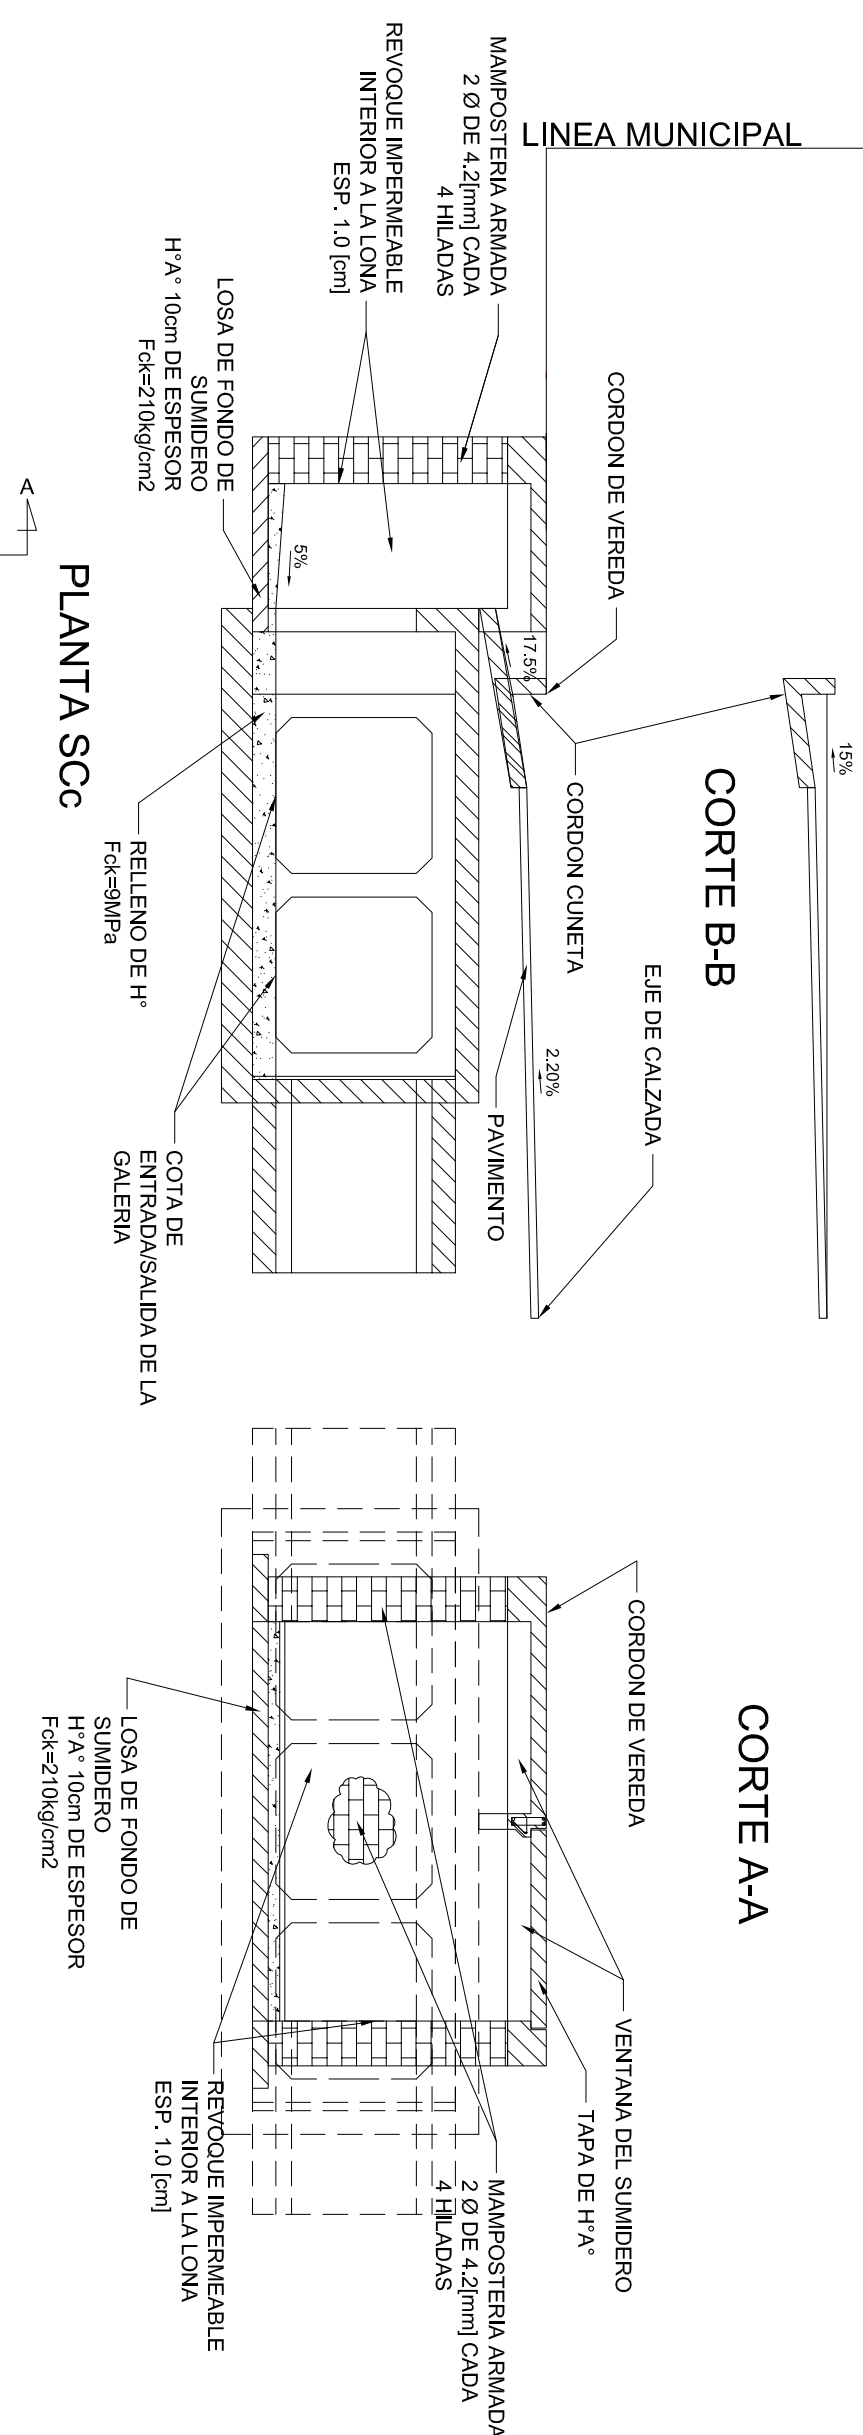 LINEA MUNICIPAL
MAMPOSTERIA ARMADA
2 Ø DE 4.2[mm] CADA
4 HILADAS
REVOQUE IMPERMEABLE
INTERIOR A LA LONA
ESP. 1.0 [cm]
LOSA DE FONDO DE
SUMIDERO
H°A° 10cm DE ESPESOR
Fck=210kg/cm2
CORDON DE VEREDA
15%
CORTE B-B
17.5%
5%
CORDON CUNETA
EJE DE CALZADA
2.20%
PAVIMENTO
RELLENO DE H°
Fck=9MPa
COTA DE
ENTRADA/SALIDA DE LA
GALERIA
A
PLANTA SCc
CORTE A-A
CORDON DE VEREDA
VENTANA DEL SUMIDERO
TAPA DE H°A°
MAMPOSTERIA ARMADA
2 Ø DE 4.2[mm] CADA
4 HILADAS
REVOQUE IMPERMEABLE
INTERIOR A LA LONA
ESP. 1.0 [cm]
LOSA DE FONDO DE
SUMIDERO
H°A° 10cm DE ESPESOR
Fck=210kg/cm2